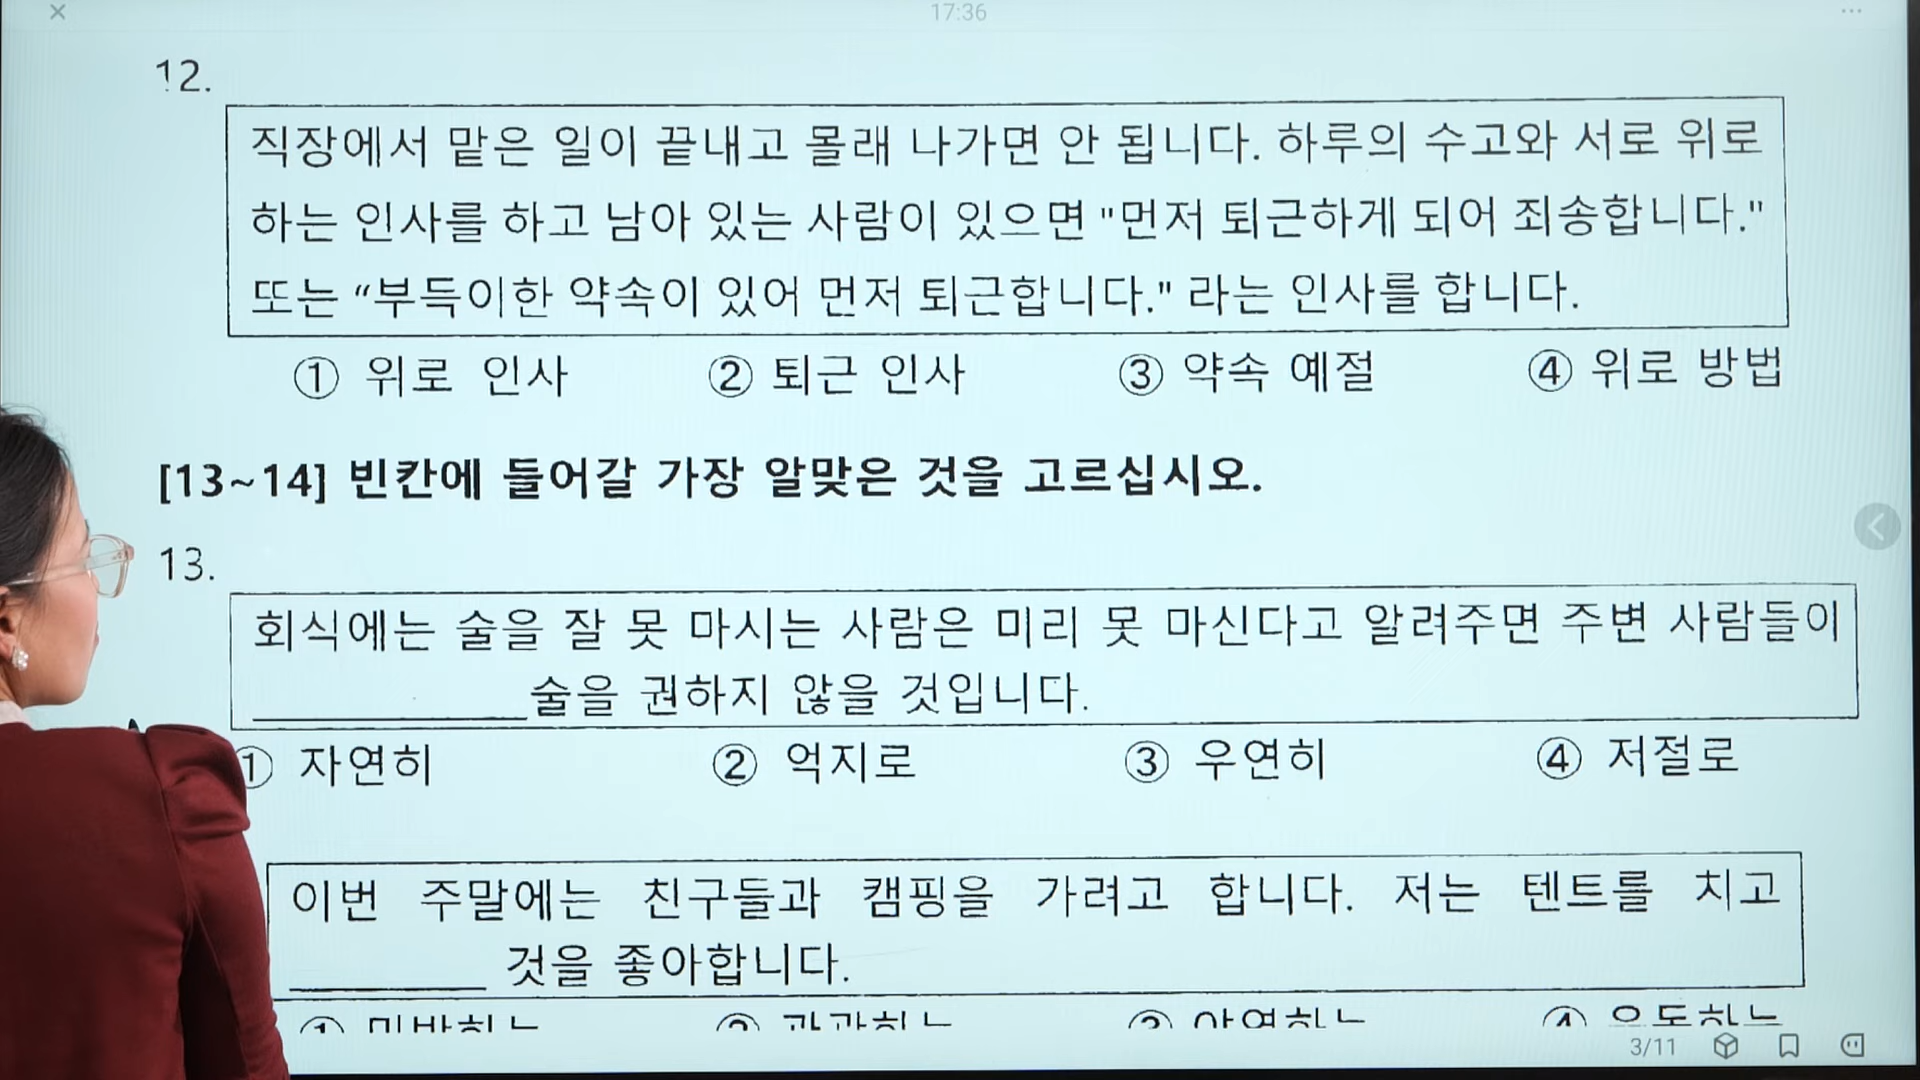 17:36
12.
직장에서 맡은 일이 끝내고 몰래 나가면 안 됩니다. 하루의 수고와 서로 위로
하는 인사를 하고 남아 있는 사람이 있으면 "먼저 퇴근하게 되어 죄송합니다."
또는 “부득이한 약속이 있어 먼저 퇴근합니다." 라는 인사를 합니다.
① 위로 인사 ② 퇴근 인사 ③ 약속 예절 ④ 위로 방법
[13~14] 빈칸에 들어갈 가장 알맞은 것을 고르십시오.
13.
회식에는 술을 잘 못 마시는 사람은 미리 못 마신다고 알려주면 주변 사람들이
술을 권하지 않을 것입니다.
① 자연히 ② 억지로 ③ 우연히 ④ 저절로
이번 주말에는 친구들과 캠핑을 가려고 합니다. 저는 텐트를 치고
것을 좋아합니다.
① ② ③ ④
3/11